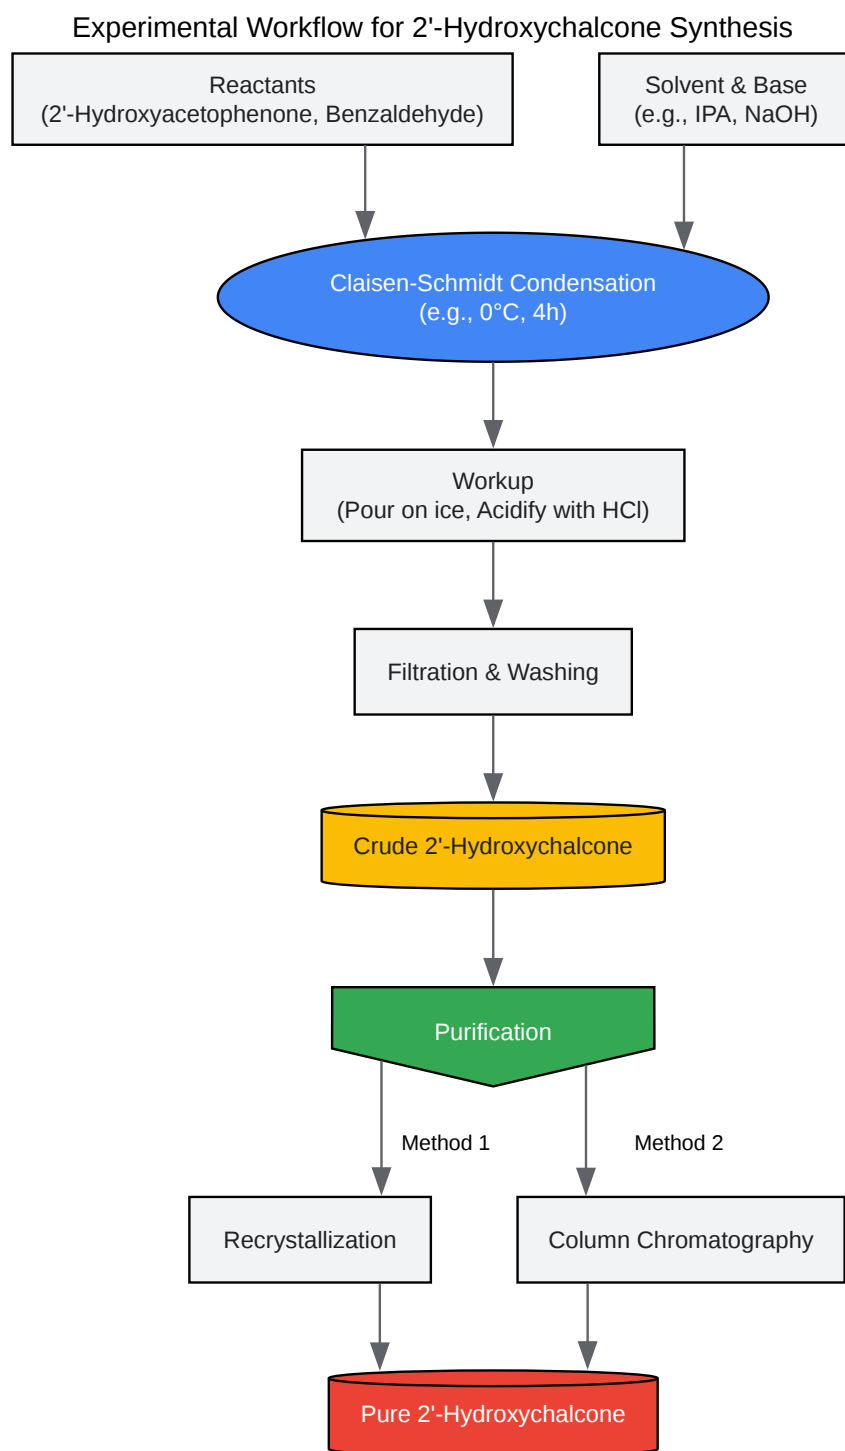 Experimental Workflow for 2'-Hydroxychalcone Synthesis
Reactants
(2'-Hydroxyacetophenone, Benzaldehyde)
Solvent & Base
(e.g., IPA, NaOH)
Claisen-Schmidt Condensation
(e.g., 0°C, 4h)
Workup
(Pour on ice, Acidify with HCl)
Filtration & Washing
Crude 2'-Hydroxychalcone
Purification
Method 1
Method 2
Recrystallization
Column Chromatography
Pure 2'-Hydroxychalcone